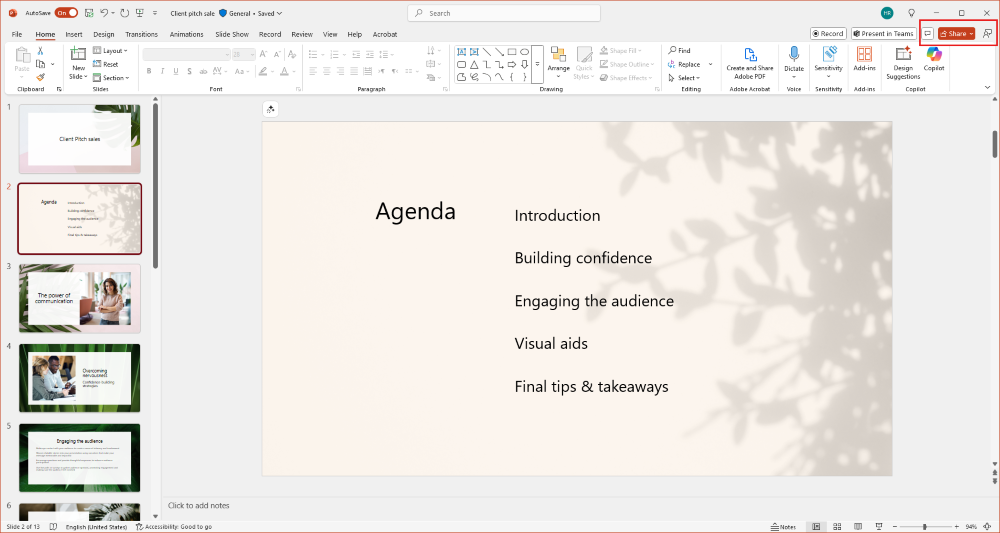 AutoSave On Client Pitch sale General • Saved Search HR
File Home Insert Design Transitions Animations Slide Show Record Review View Help Acrobat Record Present in Teams Share
Paste
Clipboard
New Slide
Layout
Reset
Section
Slides
B I U S
Font
Paragraph
Arrange
Quick Styles
Shape Fill
Shape Outline
Shape Effects
Drawing
Find
Replace
Select
Editing
Create and Share Adobe PDF
Adobe Acrobat
Dictate
Voice
Sensitivity
Sensitivity
Add-ins
Add-ins
Design Suggestions
Copilot
Copilot
1
Client Pitch sales
2
Agenda
Introduction
Building confidence
Engaging the audience
Visual aids
Final tips & takeaways
3
The power of
communication
4
Overcoming
nervousness
Confidence-building
strategies
5
Engaging the audience
6
Agenda
Introduction
Building confidence
Engaging the audience
Visual aids
Final tips & takeaways
Click to add notes
Slide 2 of 13 English (United States) Accessibility: Good to go Notes 94%